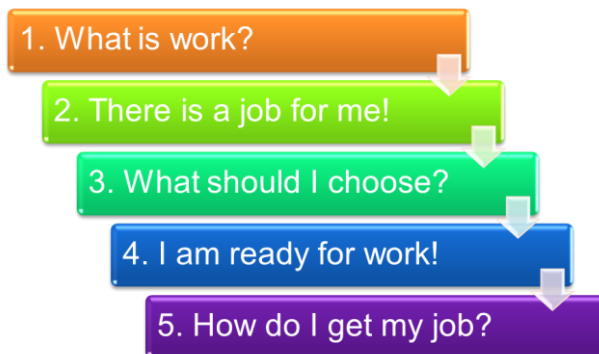 1. What is work?
2. There is a job for me!
3. What should I choose?
4. I am ready for work!
5. How do I get my job?